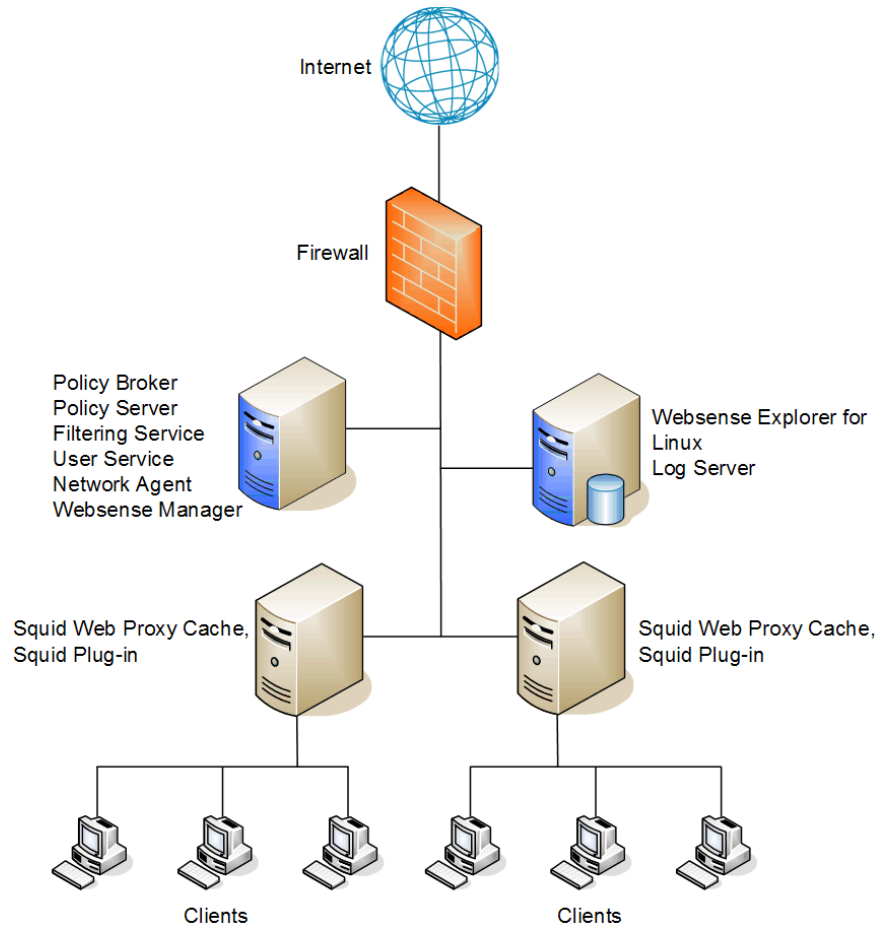 Internet
Firewall
Policy Broker
Policy Server
Filtering Service
User Service
Network Agent
Websense Manager
Websense Explorer for
Linux
Log Server
Squid Web Proxy Cache,
Squid Plug-in
Squid Web Proxy Cache,
Squid Plug-in
Clients
Clients